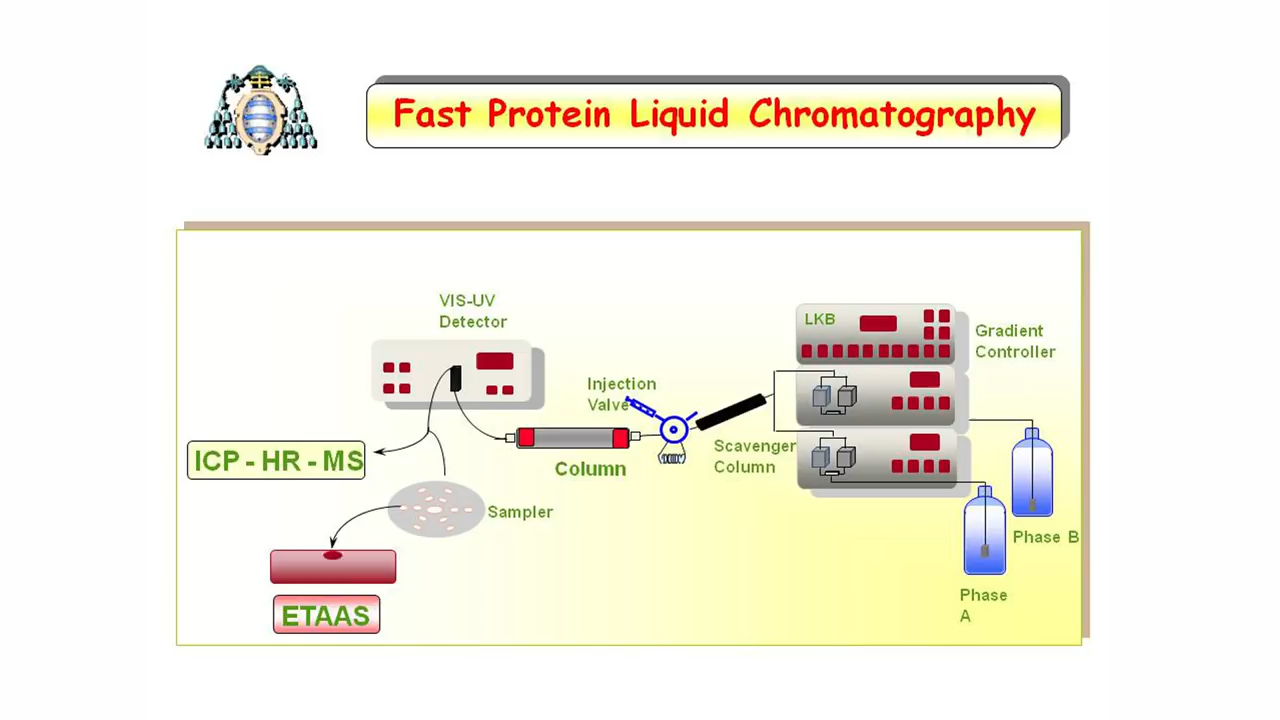 Fast Protein Liquid Chromatography
VIS-UV
Detector
LKB
Gradient
Controller
Injection
Valve
ICP - HR - MS
Column
Scavenger
Column
Sampler
Phase B
Phase
A
ETAAS